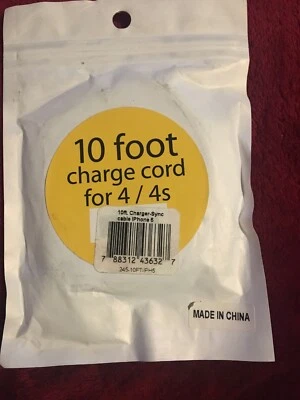 10 foot
charge cord
for 4 / 4s
10ft. Charger-Sync
cable iPhone 5
7 88312 43632 7
245-10FT-IPH5
MADE IN CHINA